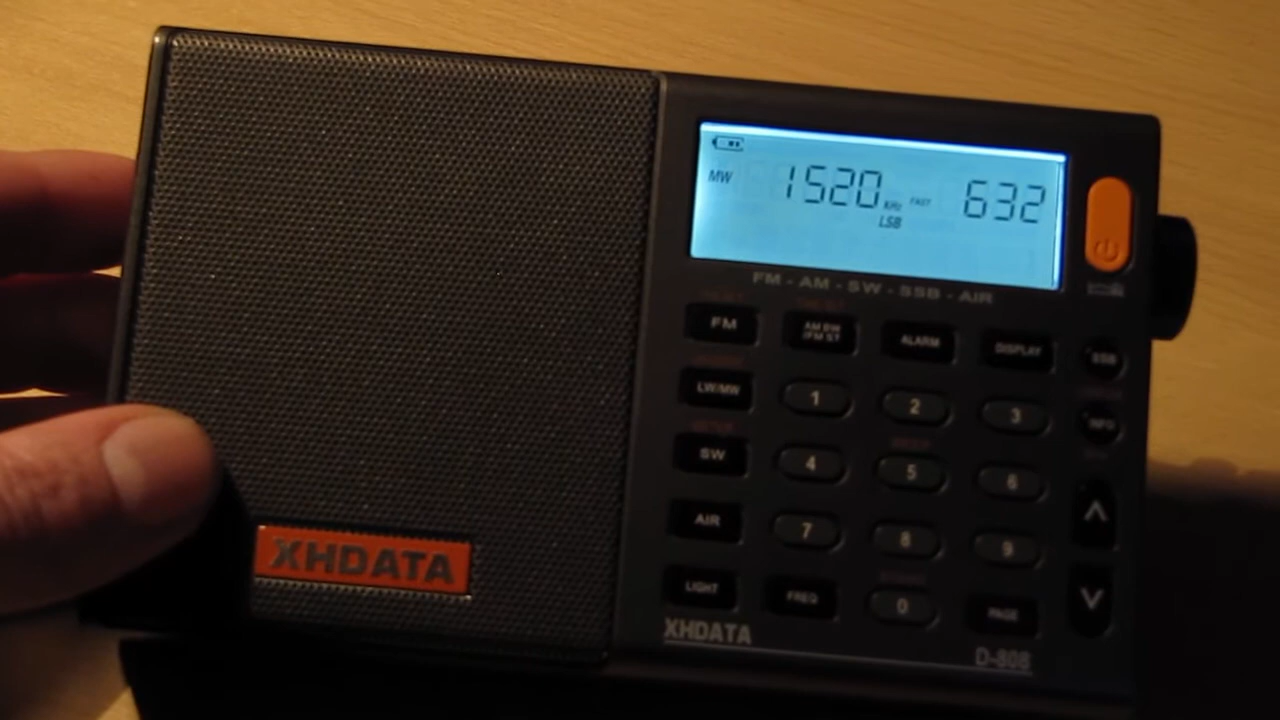 MW 1520 KHz FAST 632
LSB
FM - AM - SW - SSB - AIR
FM AM SW ALARM DISPLAY
/FM ST
SSB
LW/MW 1 2 3
INFO
SW 4 5 6
AIR 7 8 9
LIGHT FREQ 0 PAGE
XHDATA
XHDATA
D-808